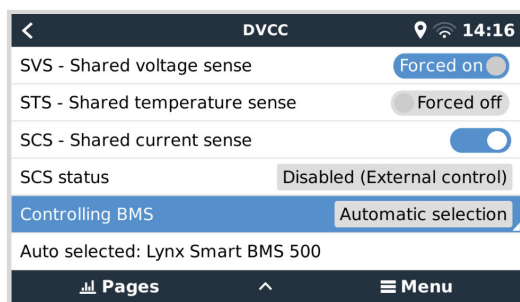 DVCC 14:16
SVS - Shared voltage sense Forced on
STS - Shared temperature sense Forced off
SCS - Shared current sense
SCS status Disabled (External control)
Controlling BMS Automatic selection
Auto selected: Lynx Smart BMS 500
Pages Menu